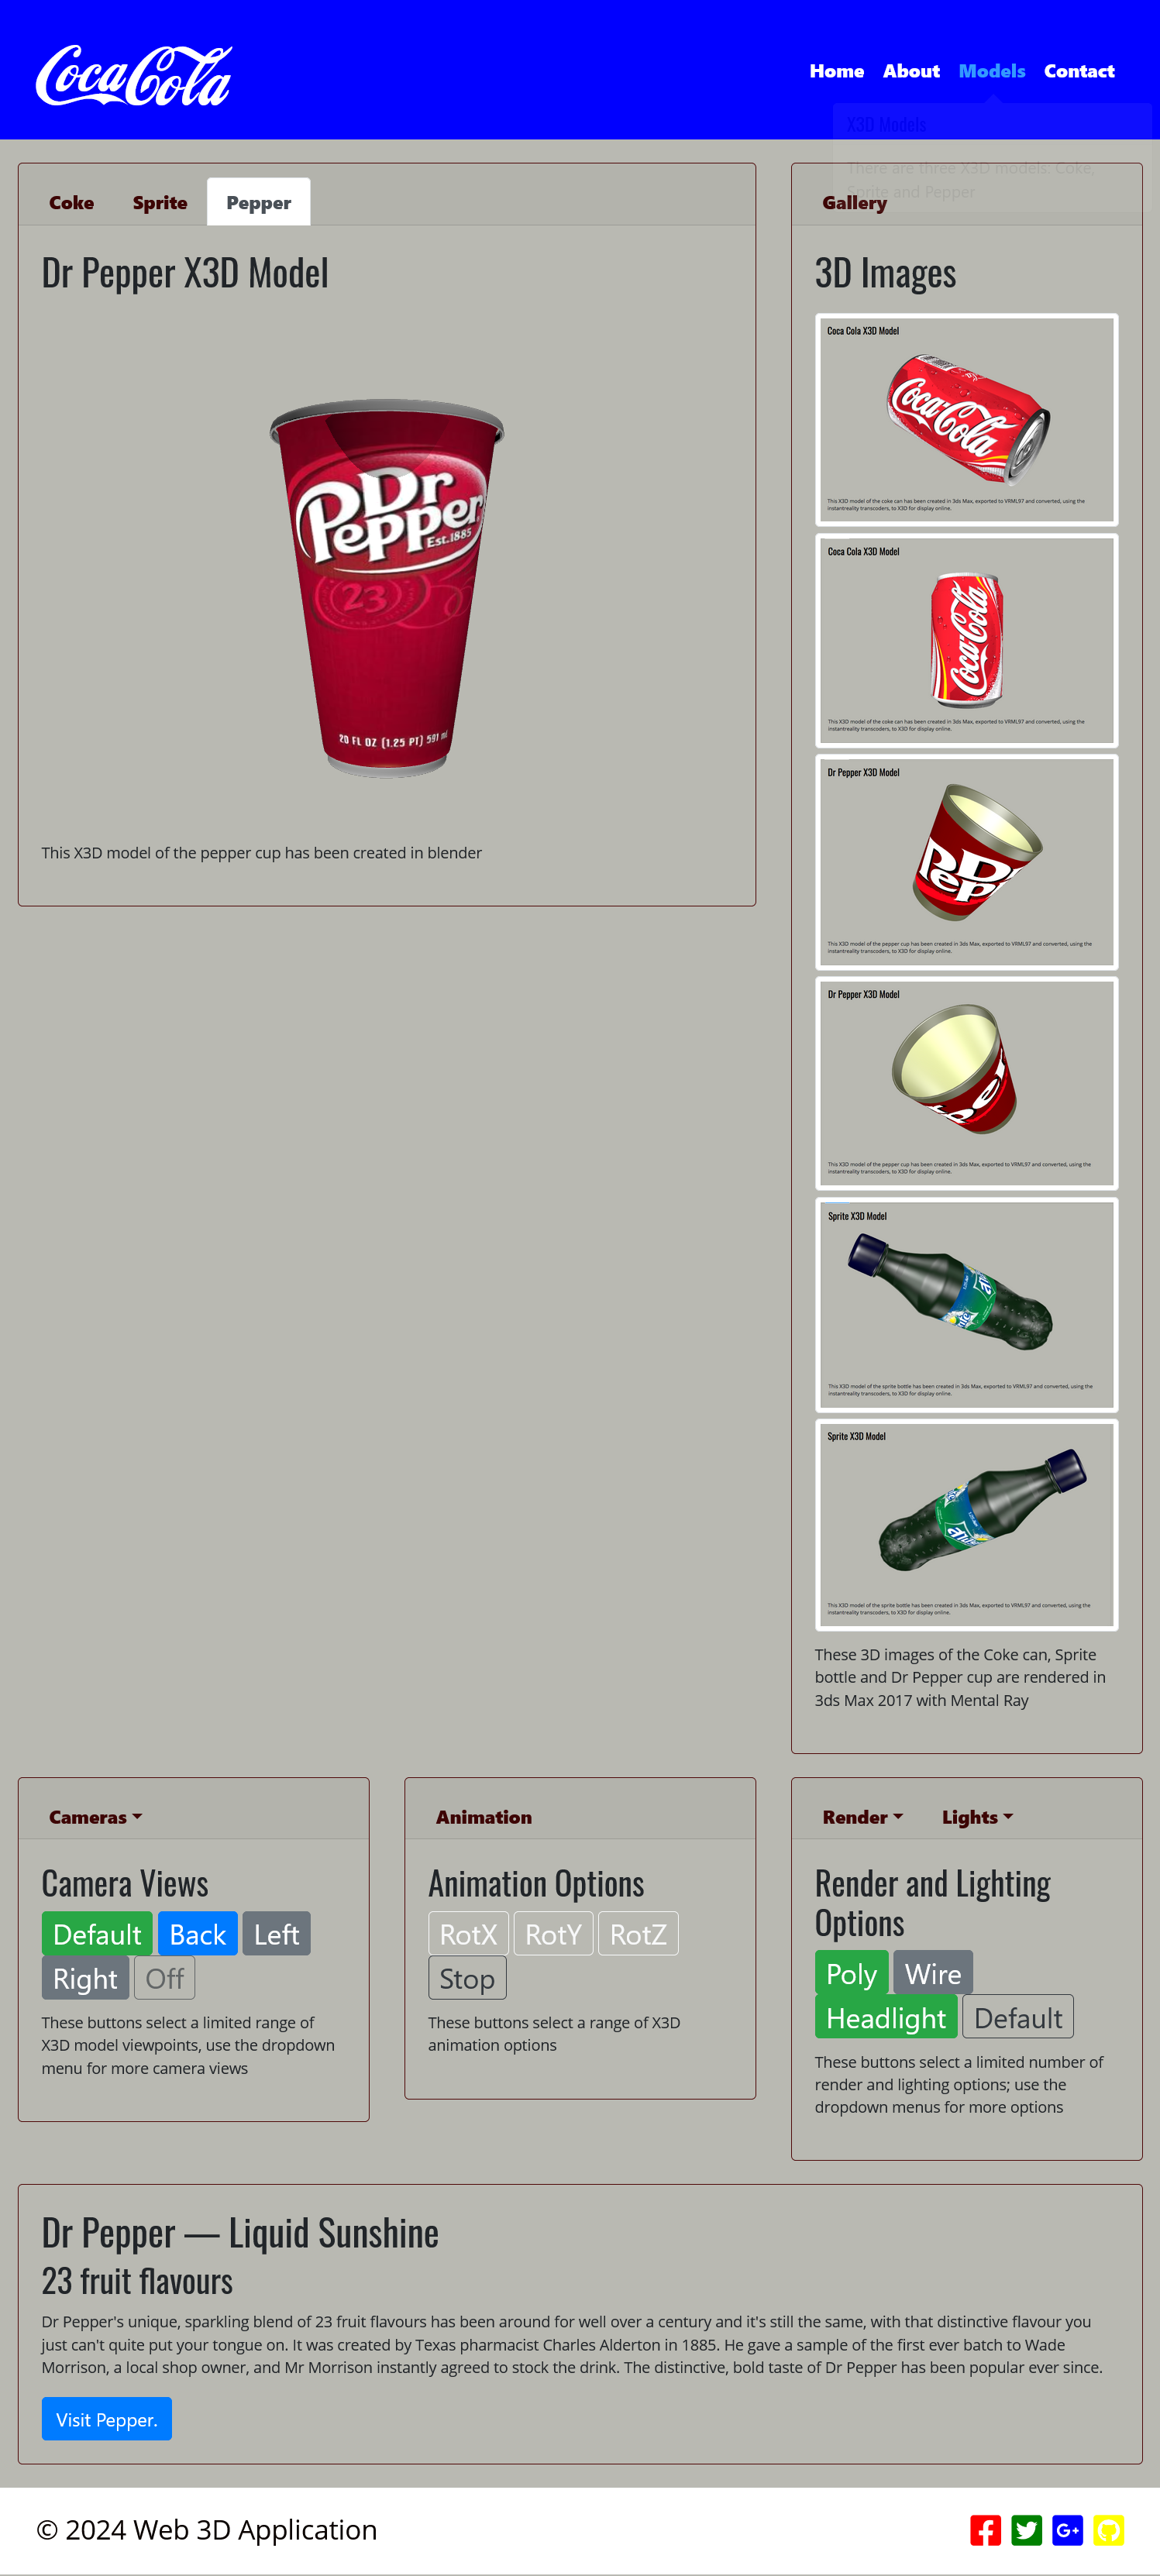 Coca-Cola
Home About Models Contact
X3D Models
There are three X3D models: Coke,
Sprite and Pepper
Coke Sprite Pepper
Dr Pepper X3D Model
Dr
Pepper
Est.1885
23
20 FL OZ (1.25 PT) 591 ml
This X3D model of the pepper cup has been created in blender
Gallery
3D Images
Coca Cola X3D Model
Coca-Cola
This X3D model of the coke can has been created in 3ds Max, exported to VRML97 and converted, using the
instantreality transcoders, to X3D for display online.
Coca Cola X3D Model
Coca-Cola
This X3D model of the coke can has been created in 3ds Max, exported to VRML97 and converted, using the
instantreality transcoders, to X3D for display online.
Dr Pepper X3D Model
This X3D model of the pepper cup has been created in 3ds Max, exported to VRML97 and converted, using the
instantreality transcoders, to X3D for display online.
Dr Pepper X3D Model
This X3D model of the pepper cup has been created in 3ds Max, exported to VRML97 and converted, using the
instantreality transcoders, to X3D for display online.
Sprite X3D Model
This X3D model of the sprite bottle has been created in 3ds Max, exported to VRML97 and converted, using the
instantreality transcoders, to X3D for display online.
Sprite X3D Model
This X3D model of the sprite bottle has been created in 3ds Max, exported to VRML97 and converted, using the
instantreality transcoders, to X3D for display online.
These 3D images of the Coke can, Sprite
bottle and Dr Pepper cup are rendered in
3ds Max 2017 with Mental Ray
Cameras
Camera Views
Default Back Left
Right Off
These buttons select a limited range of
X3D model viewpoints, use the dropdown
menu for more camera views
Animation
Animation Options
RotX RotY RotZ
Stop
These buttons select a range of X3D
animation options
Render Lights
Render and Lighting
Options
Poly Wire
Headlight Default
These buttons select a limited number of
render and lighting options; use the
dropdown menus for more options
Dr Pepper — Liquid Sunshine
23 fruit flavours
Dr Pepper's unique, sparkling blend of 23 fruit flavours has been around for well over a century and it's still the same, with that distinctive flavour you
just can't quite put your tongue on. It was created by Texas pharmacist Charles Alderton in 1885. He gave a sample of the first ever batch to Wade
Morrison, a local shop owner, and Mr Morrison instantly agreed to stock the drink. The distinctive, bold taste of Dr Pepper has been popular ever since.
Visit Pepper.
© 2024 Web 3D Application